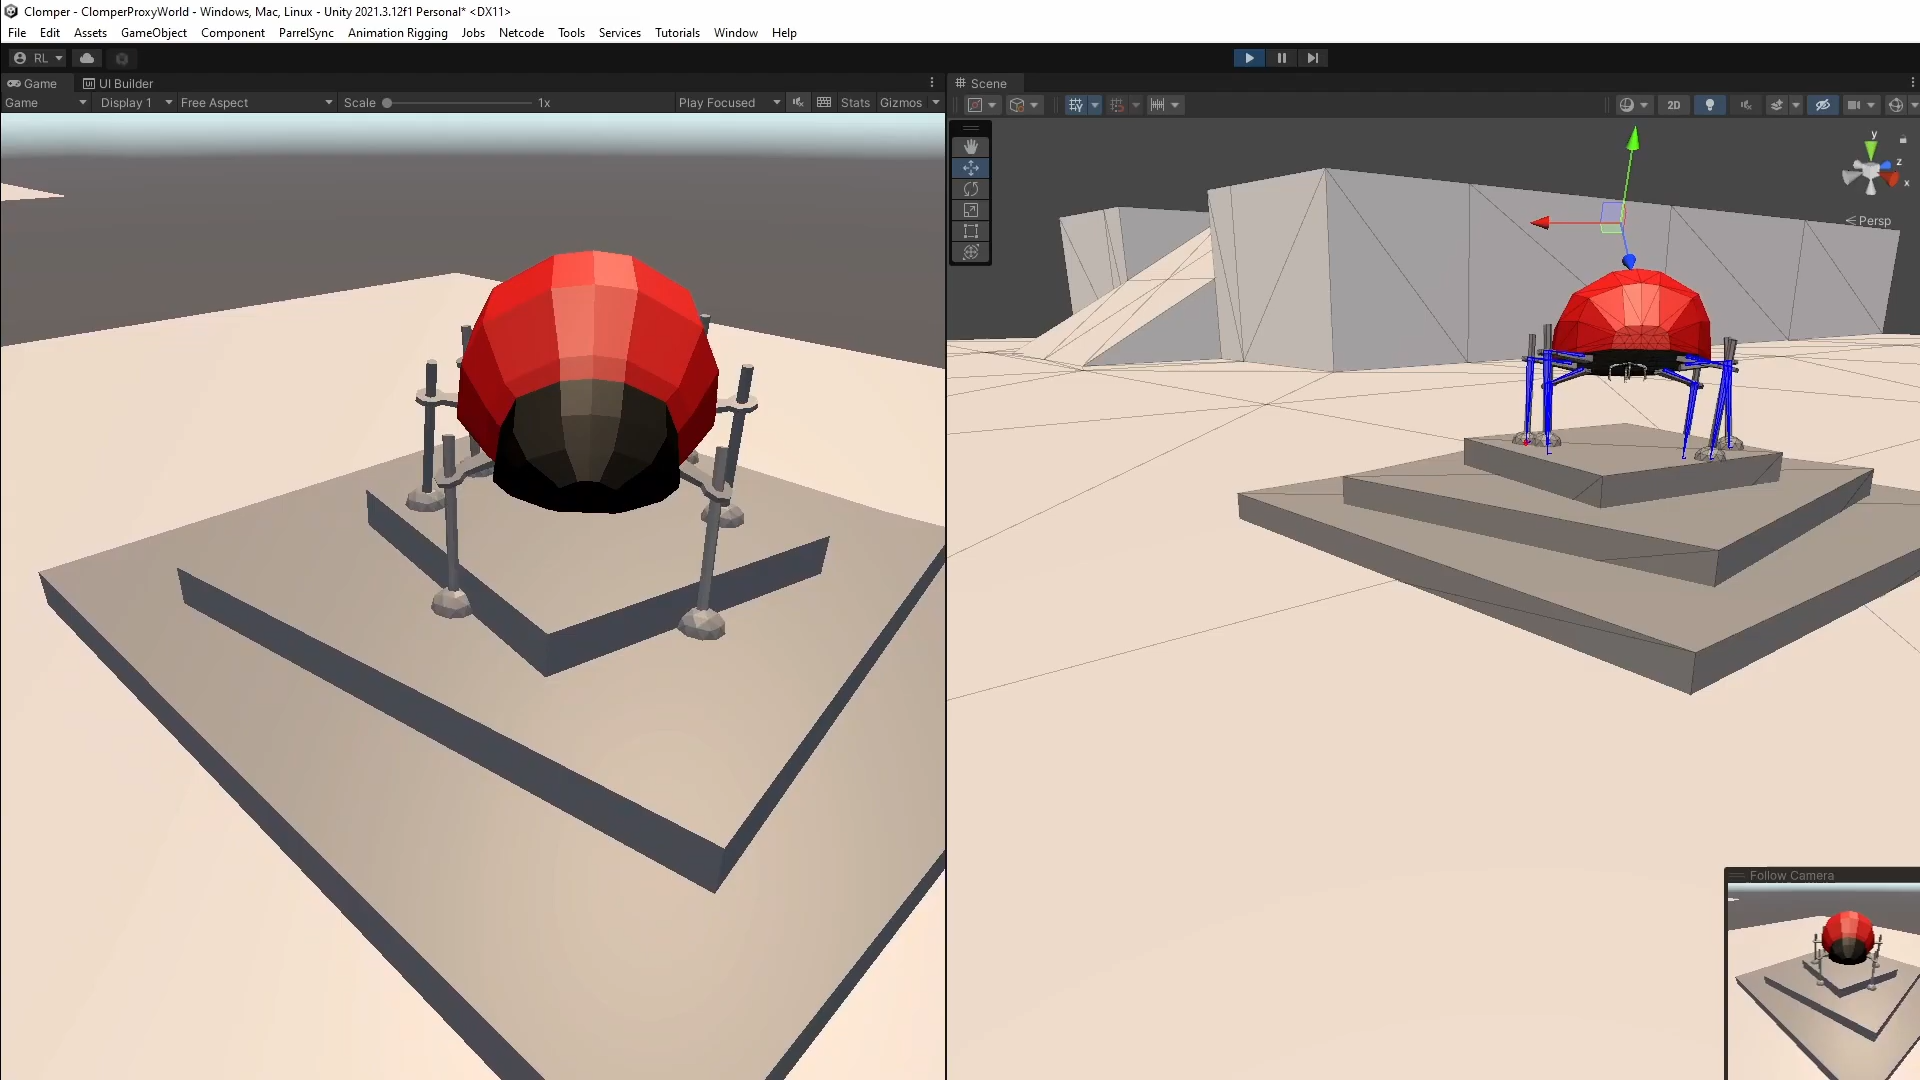 Clomper - ClomperProxyWorld - Windows, Mac, Linux - Unity 2021.3.12f1 Personal* <DX11>
File Edit Assets GameObject Component ParrelSync Animation Rigging Jobs Netcode Tools Services Tutorials Window Help
RL
Game UI Builder
Scene
Game Display 1 Free Aspect Scale 1x Play Focused Stats Gizmos
2D
y
z
x
< Persp
Follow Camera